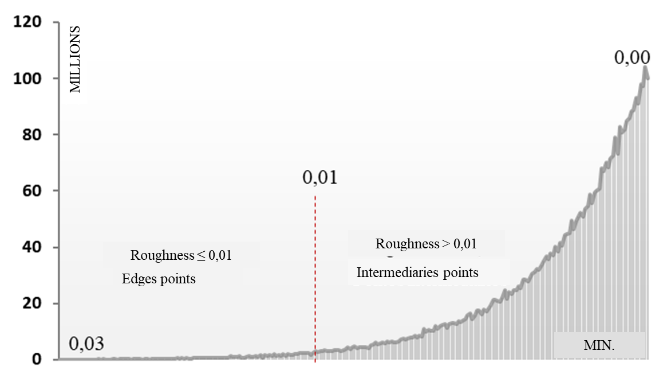 120
MILLIONS
100
80
60
40
20
0
0,00
0,01
Roughness ≤ 0,01
Edges points
Roughness > 0,01
Intermediaries points
0,03
MIN.